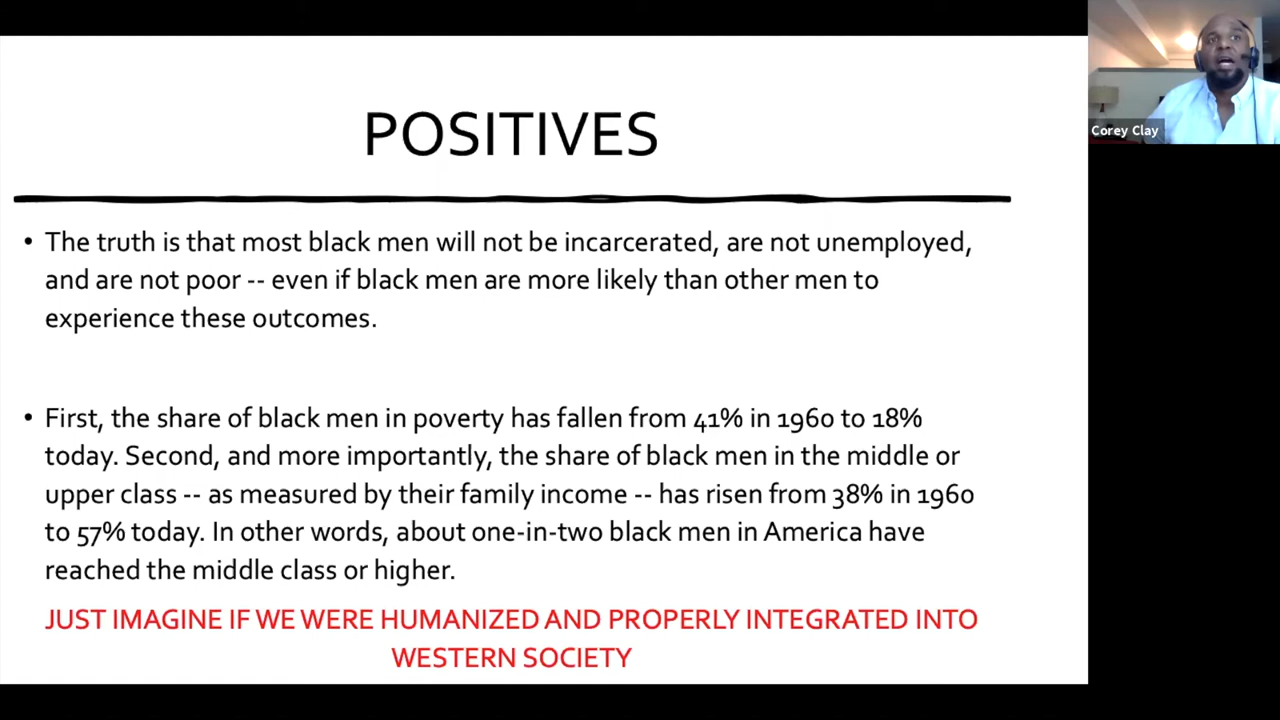 POSITIVES
• The truth is that most black men will not be incarcerated, are not unemployed,
and are not poor -- even if black men are more likely than other men to
experience these outcomes.
• First, the share of black men in poverty has fallen from 41% in 1960 to 18%
today. Second, and more importantly, the share of black men in the middle or
upper class -- as measured by their family income -- has risen from 38% in 1960
to 57% today. In other words, about one-in-two black men in America have
reached the middle class or higher.
JUST IMAGINE IF WE WERE HUMANIZED AND PROPERLY INTEGRATED INTO
WESTERN SOCIETY
Corey Clay